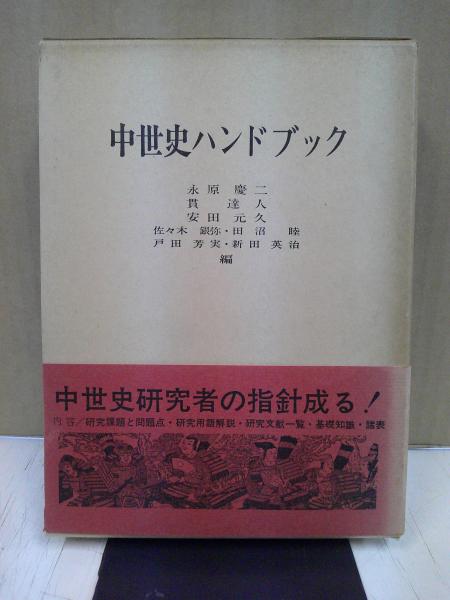 中世史ハンドブック
永原慶二
貫達人
安田元久
佐々木銀弥・田沼睦
戸田芳実・新田英治
編
中世史研究者の指針成る!
内容/研究課題と問題点・研究用語解説・研究文献一覧・基礎知識・諸表